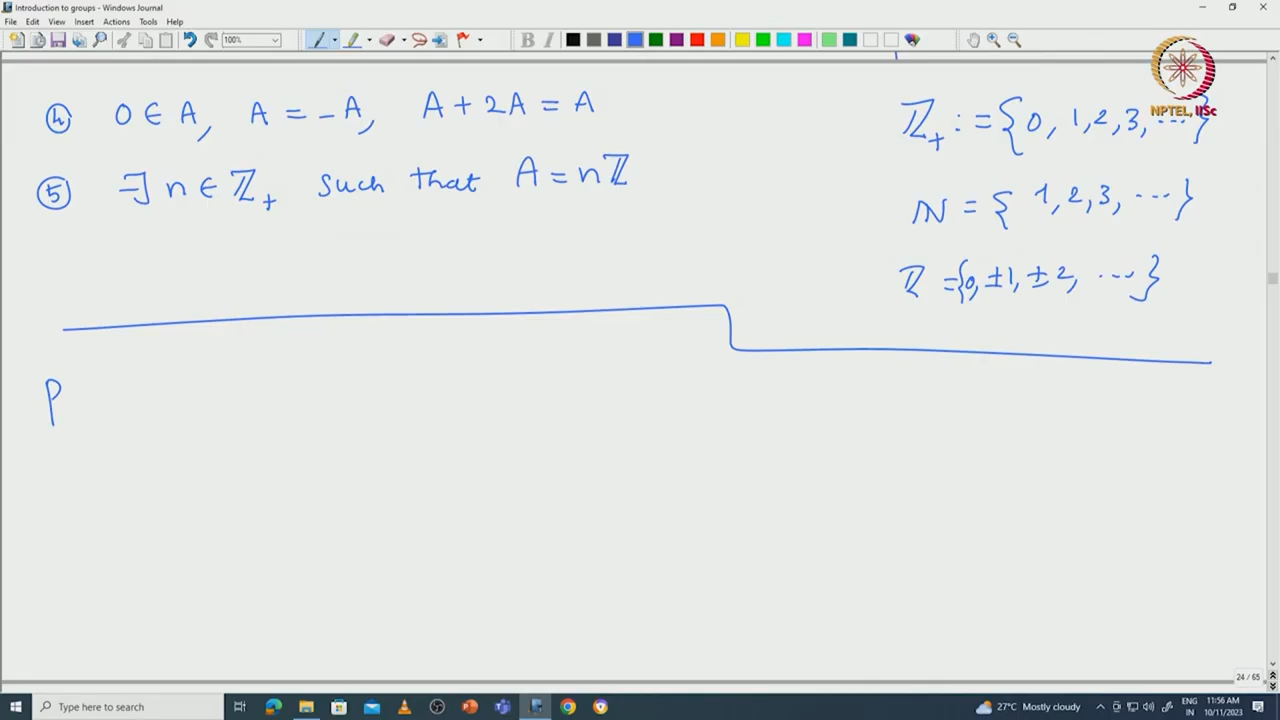 Introduction to groups - Windows Journal
File Edit View Insert Actions Tools Help
100%
B I
NPTEL, IISc
④ 0 ∈ A, A = -A, A + 2A = A
⑤ ∃ n ∈ ℤ₊ such that A = nℤ
ℤ₊ := {0, 1, 2, 3, ...}
ℕ = { 1, 2, 3, ... }
ℤ = {0, ±1, ±2, ... }
P
24 / 65
Type here to search
27°C Mostly cloudy
ENG
IN
11:56 AM
10/11/2023